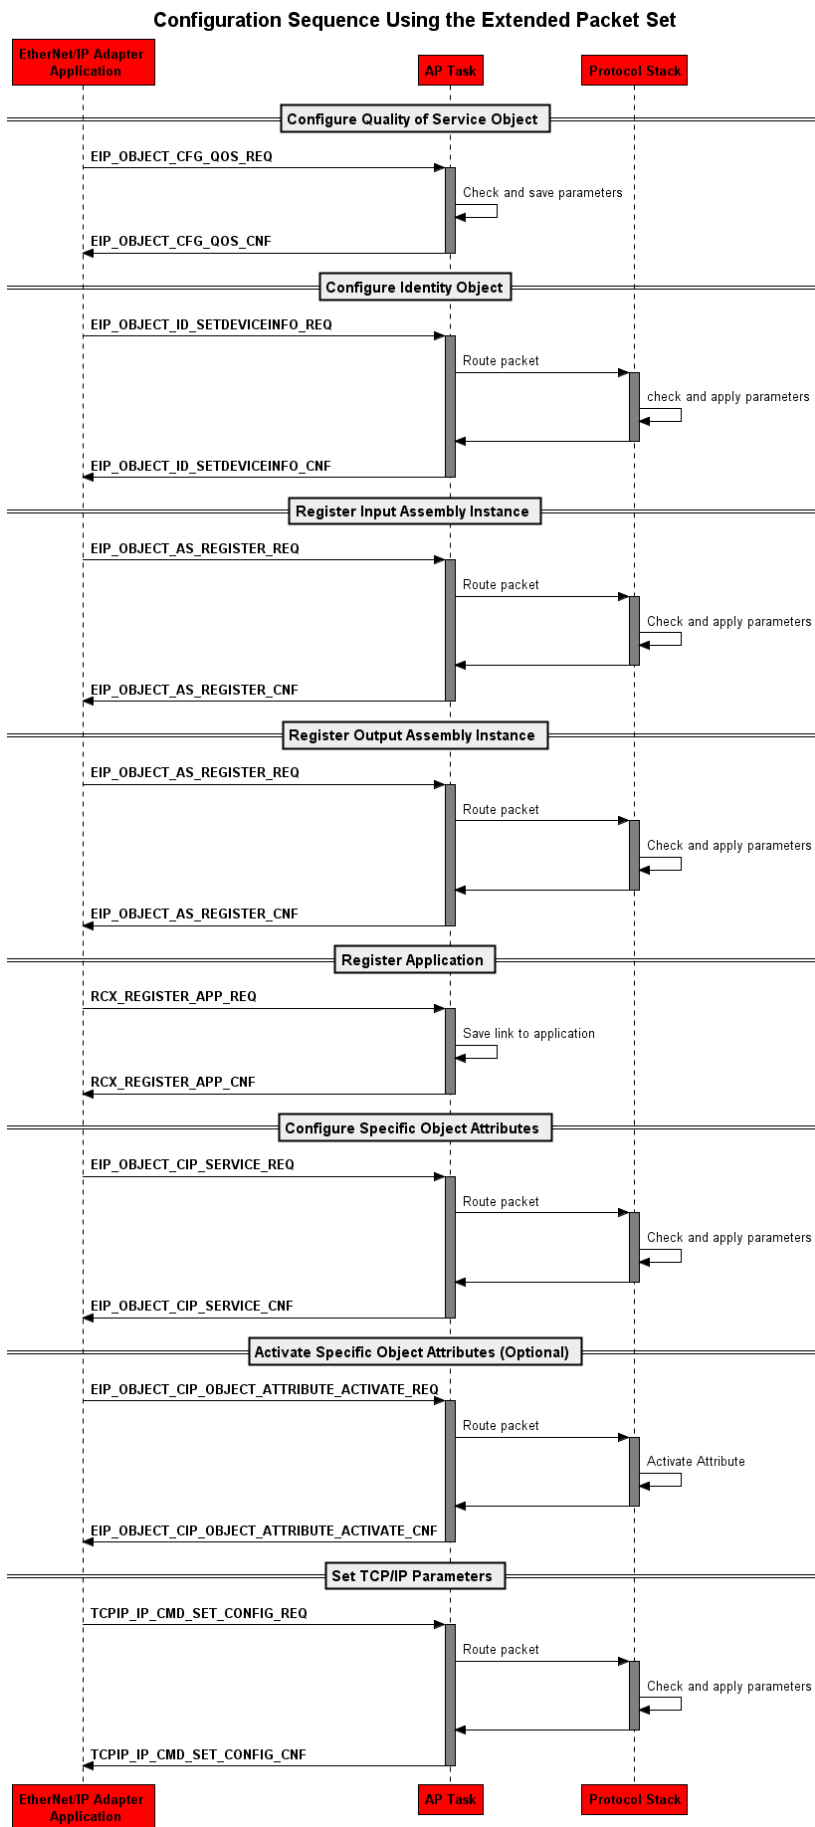 Configuration Sequence Using the Extended Packet Set
EtherNet/IP Adapter
Application
AP Task
Protocol Stack
Configure Quality of Service Object
EIP_OBJECT_CFG_QOS_REQ
Check and save parameters
EIP_OBJECT_CFG_QOS_CNF
Configure Identity Object
EIP_OBJECT_ID_SETDEVICEINFO_REQ
Route packet
check and apply parameters
EIP_OBJECT_ID_SETDEVICEINFO_CNF
Register Input Assembly Instance
EIP_OBJECT_AS_REGISTER_REQ
Route packet
Check and apply parameters
EIP_OBJECT_AS_REGISTER_CNF
Register Output Assembly Instance
EIP_OBJECT_AS_REGISTER_REQ
Route packet
Check and apply parameters
EIP_OBJECT_AS_REGISTER_CNF
Register Application
RCX_REGISTER_APP_REQ
Save link to application
RCX_REGISTER_APP_CNF
Configure Specific Object Attributes
EIP_OBJECT_CIP_SERVICE_REQ
Route packet
Check and apply parameters
EIP_OBJECT_CIP_SERVICE_CNF
Activate Specific Object Attributes (Optional)
EIP_OBJECT_CIP_OBJECT_ATTRIBUTE_ACTIVATE_REQ
Route packet
Activate Attribute
EIP_OBJECT_CIP_OBJECT_ATTRIBUTE_ACTIVATE_CNF
Set TCP/IP Parameters
TCPIP_IP_CMD_SET_CONFIG_REQ
Route packet
Check and apply parameters
TCPIP_IP_CMD_SET_CONFIG_CNF
EtherNet/IP Adapter
Application
AP Task
Protocol Stack